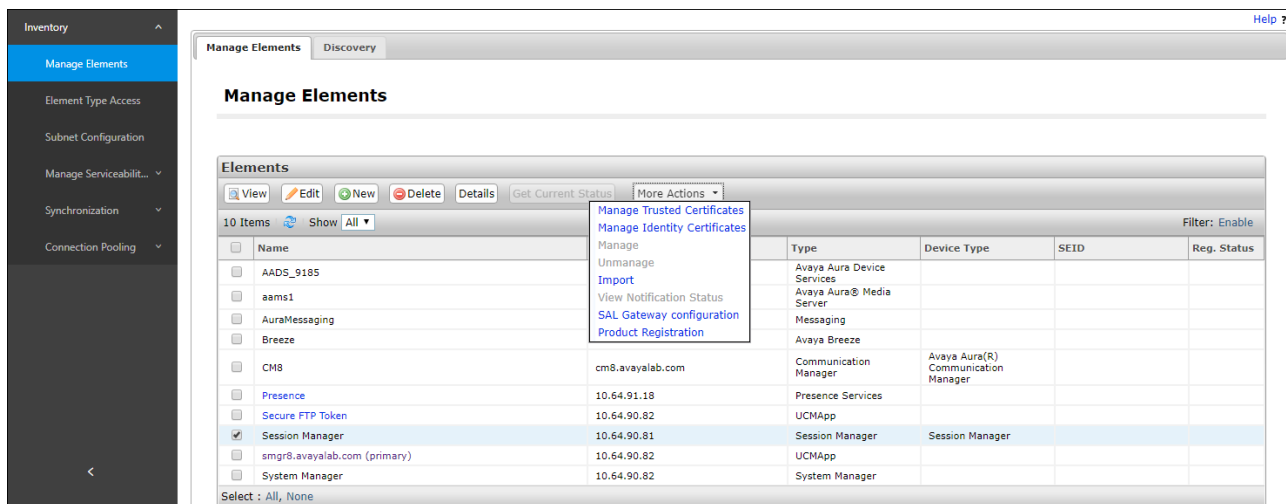 Help ?
Inventory
Manage Elements
Element Type Access
Subnet Configuration
Manage Serviceabilit...
Synchronization
Connection Pooling
Manage Elements Discovery
Manage Elements
Elements
View Edit New Delete Details Get Current Status More Actions
Manage Trusted Certificates
Manage Identity Certificates
Manage
Unmanage
Import
View Notification Status
SAL Gateway configuration
Product Registration
10 Items Show All Filter: Enable
Name Type Device Type SEID Reg. Status
AADS_9185 Avaya Aura Device
Services
aams1 Avaya Aura® Media
Server
AuraMessaging Messaging
Breeze Avaya Breeze
CM8 cm8.avayalab.com Communication
Manager Avaya Aura(R)
Communication
Manager
Presence 10.64.91.18 Presence Services
Secure FTP Token 10.64.90.82 UCMApp
Session Manager 10.64.90.81 Session Manager Session Manager
smgr8.avayalab.com (primary) 10.64.90.82 UCMApp
System Manager 10.64.90.82 System Manager
Select : All, None